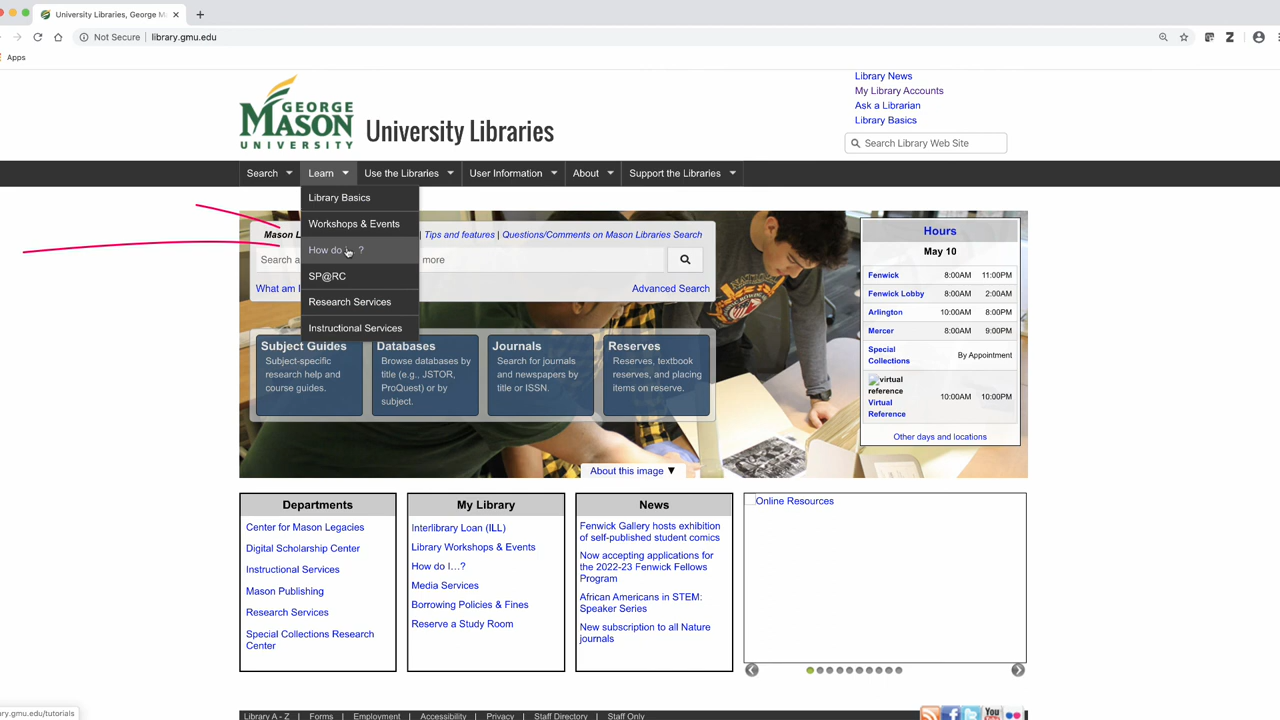 University Libraries, George M
Not Secure
library.gmu.edu
Z
Apps
GEORGE
MASON
UNIVERSITY
University Libraries
Library News
My Library Accounts
Ask a Librarian
Library Basics
Search Library Web Site
Search
Learn
Use the Libraries
User Information
About
Support the Libraries
Library Basics
Workshops & Events
How do I...?
SP@RC
Research Services
Instructional Services
Mason L
| Tips and features | Questions/Comments on Mason Libraries Search
Search a
more
What am I
Advanced Search
Subject Guides
Subject-specific
research help and
course guides.
Databases
Browse databases by
title (e.g., JSTOR,
ProQuest) or by
subject.
Journals
Search for journals
and newspapers by
title or ISSN.
Reserves
Reserves, textbook
reserves, and placing
items on reserve.
Hours
May 10
Fenwick 8:00AM 11:00PM
Fenwick Lobby 8:00AM 2:00AM
Arlington 10:00AM 8:00PM
Mercer 8:00AM 9:00PM
Special
Collections
By Appointment
virtual
reference
Virtual
Reference
10:00AM 10:00PM
Other days and locations
About this image ▼
Departments
Center for Mason Legacies
Digital Scholarship Center
Instructional Services
Mason Publishing
Research Services
Special Collections Research
Center
My Library
Interlibrary Loan (ILL)
Library Workshops & Events
How do I…?
Media Services
Borrowing Policies & Fines
Reserve a Study Room
News
Fenwick Gallery hosts exhibition
of self-published student comics
Now accepting applications for
the 2022-23 Fenwick Fellows
Program
African Americans in STEM:
Speaker Series
New subscription to all Nature
journals
Online Resources
ary.gmu.edu/tutorials
Library A - Z | Forms | Employment | Accessibility | Privacy | Staff Directory | Staff Only
You